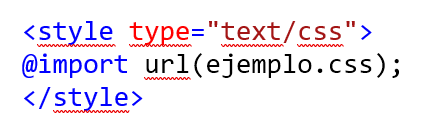 <style type="text/css">
@import url(ejemplo.css);
</style>